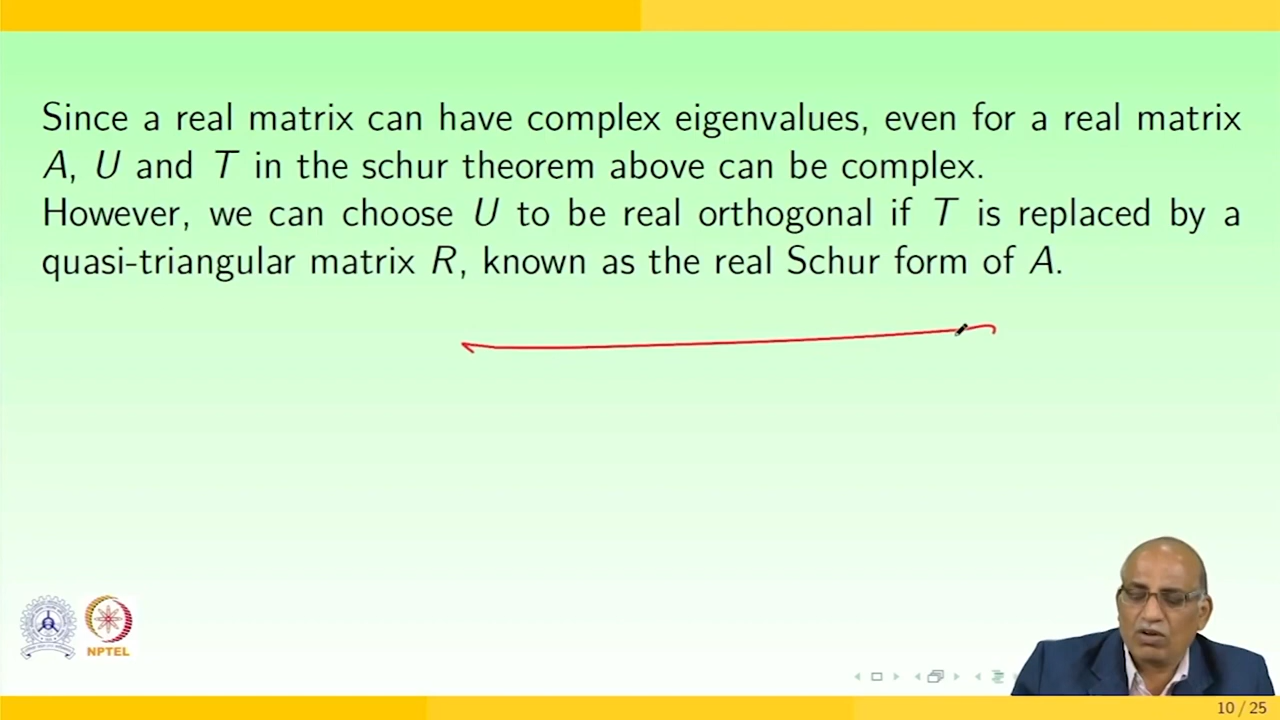 Since a real matrix can have complex eigenvalues, even for a real matrix
A, U and T in the schur theorem above can be complex.
However, we can choose U to be real orthogonal if T is replaced by a
quasi-triangular matrix R, known as the real Schur form of A.
NPTEL
10 / 25